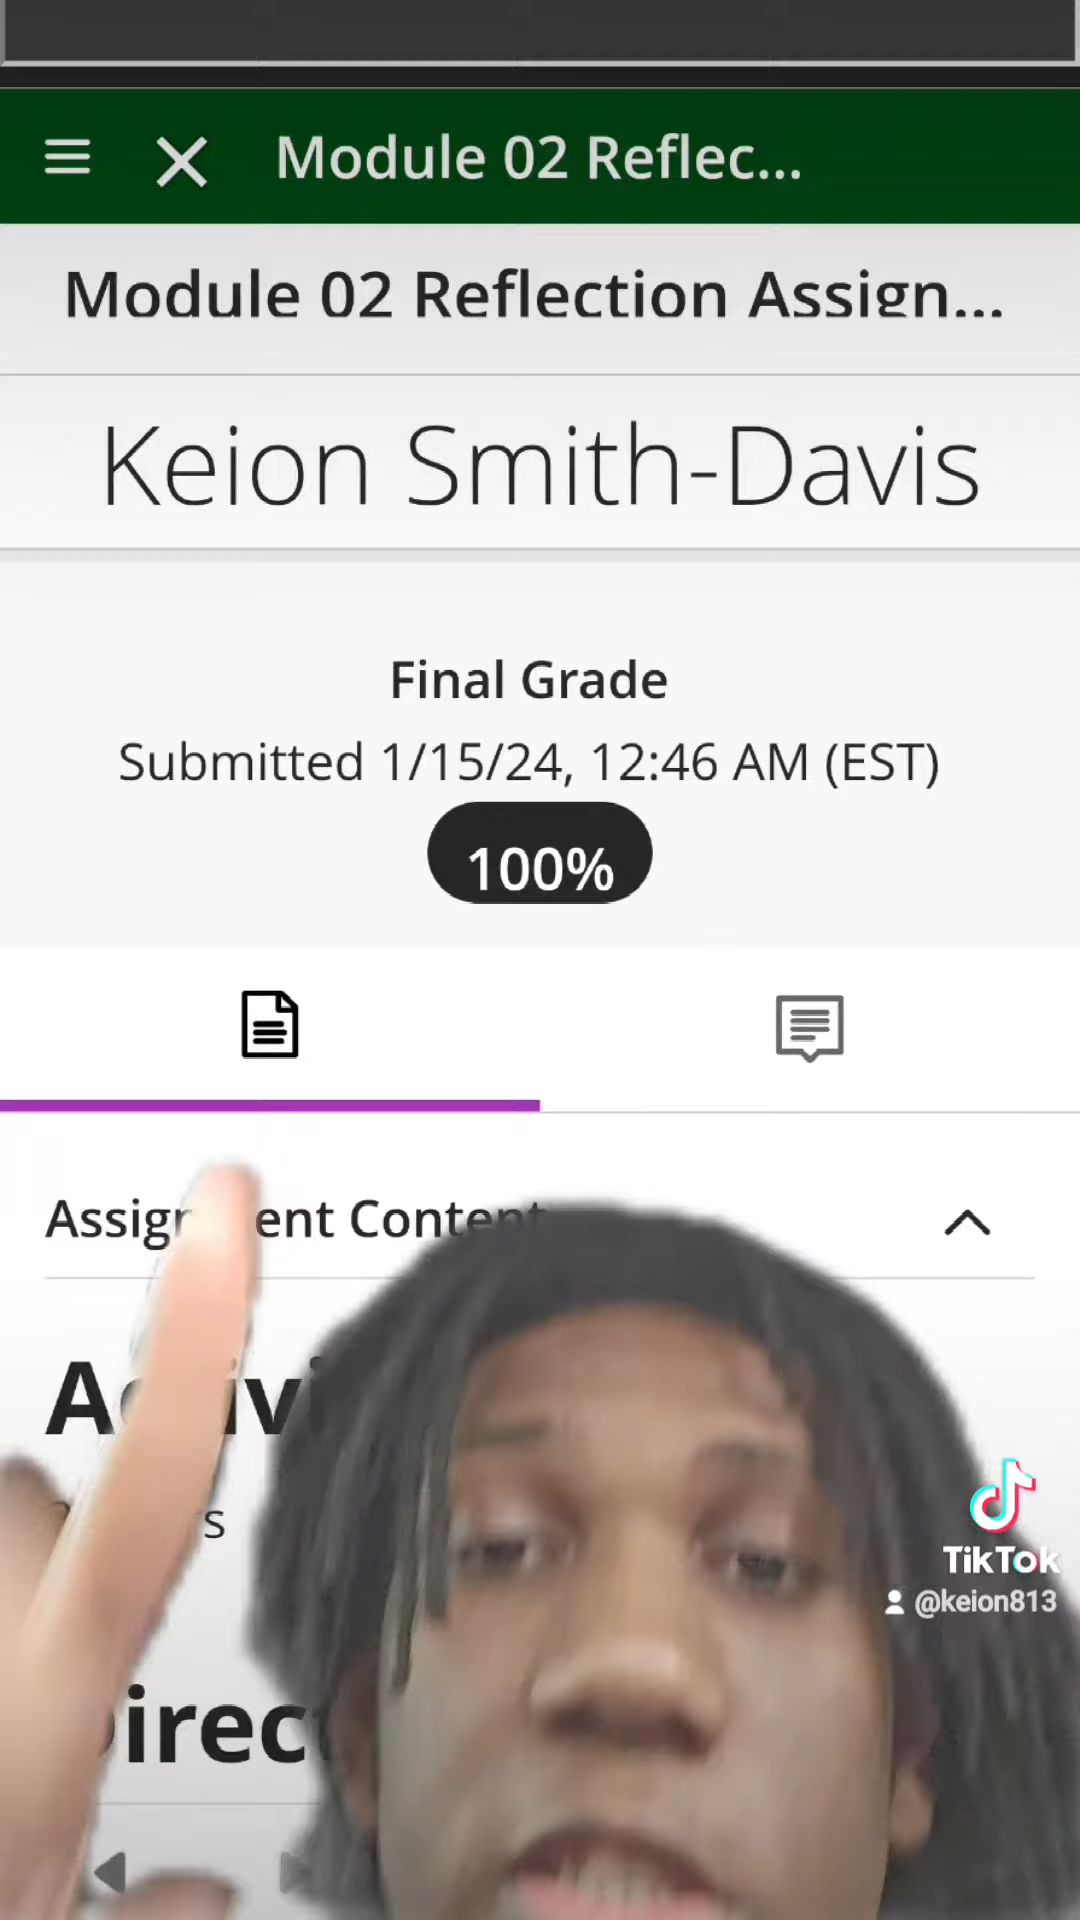 Module 02 Reflec...
Module 02 Reflection Assign...
Keion Smith-Davis
Final Grade
Submitted 1/15/24, 12:46 AM (EST)
100%
Content
TikTok
@keion813